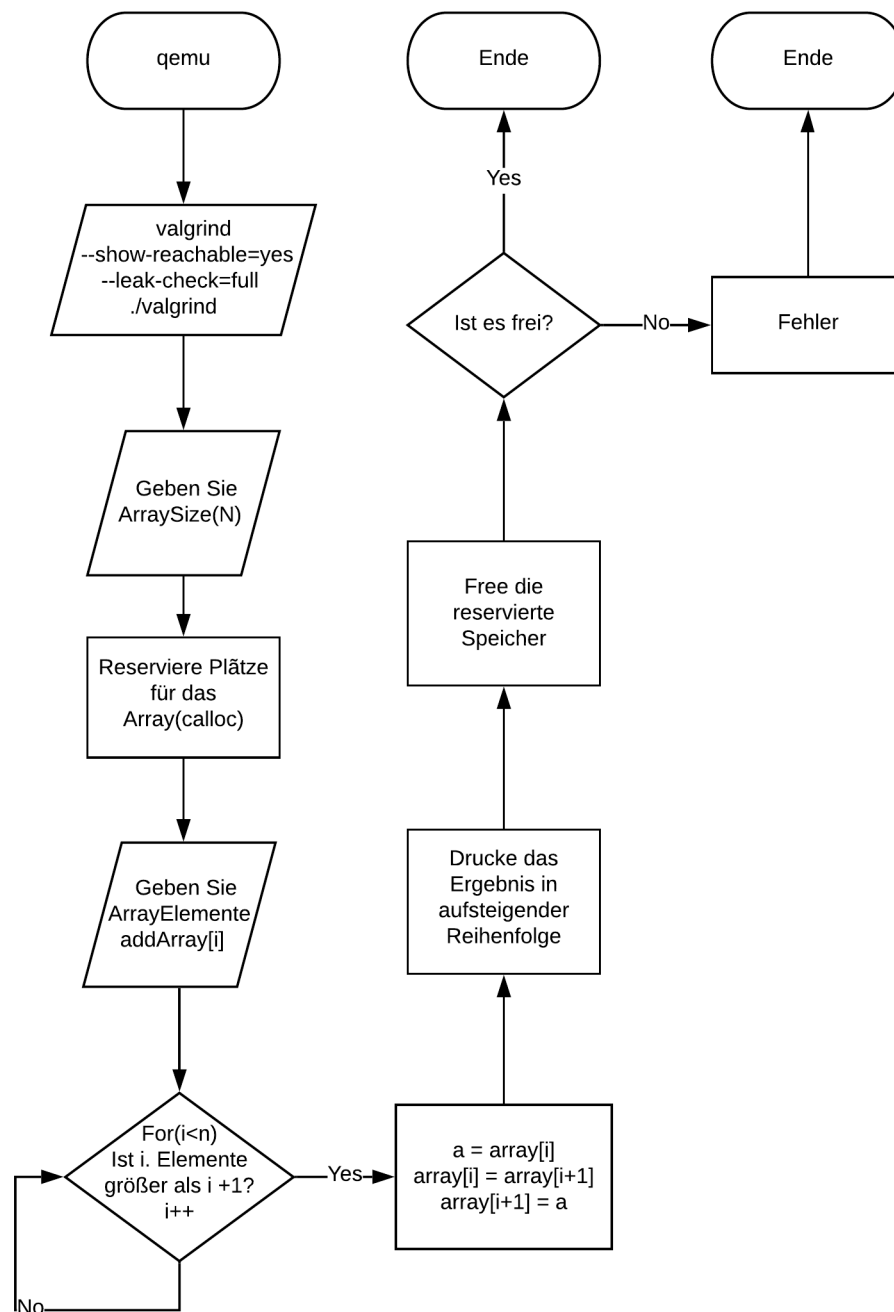 qemu
valgrind
--show-reachable=yes
--leak-check=full
./valgrind
Geben Sie
ArraySize(N)
Reserviere Plãtze
für das
Array(calloc)
Geben Sie
ArrayElemente
addArray[i]
For(i<n)
Ist i. Elemente
größer als i +1?
i++
No
Yes
a = array[i]
array[i] = array[i+1]
array[i+1] = a
Drucke das
Ergebnis in
aufsteigender
Reihenfolge
Free die
reservierte
Speicher
Ist es frei?
Yes
Ende
No
Fehler
Ende